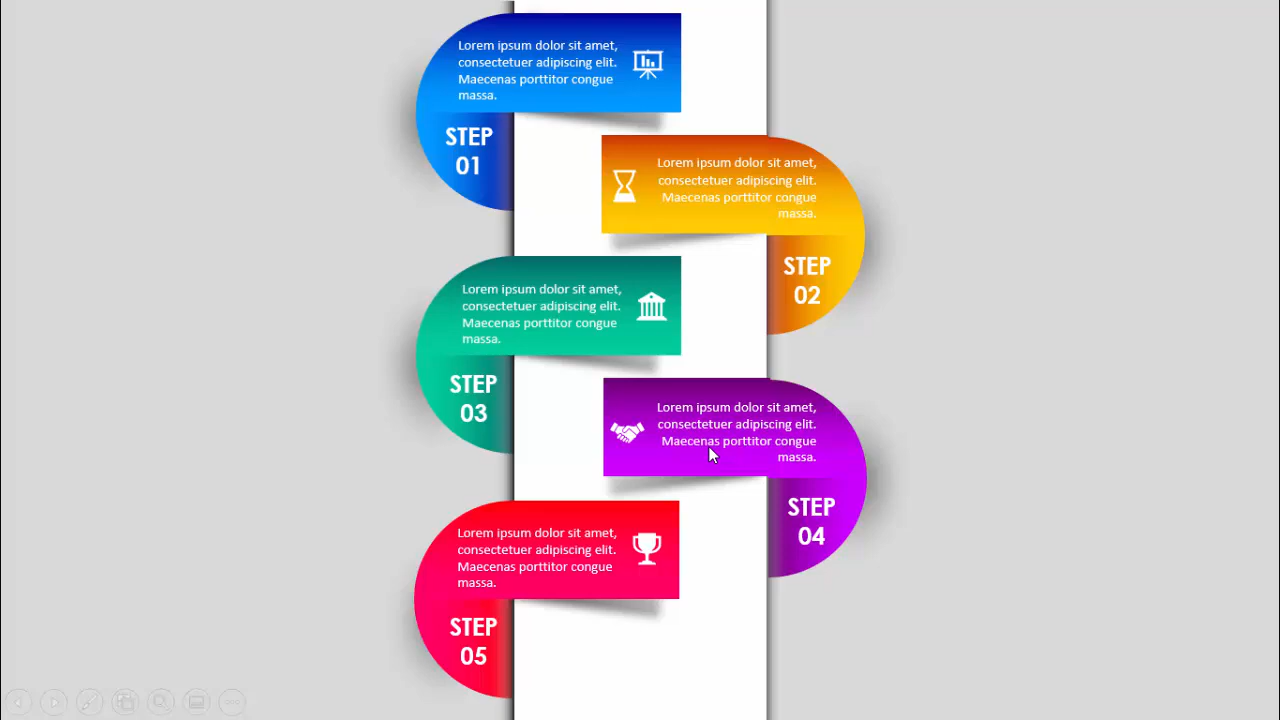 Lorem ipsum dolor sit amet,
consectetuer adipiscing elit.
Maecenas porttitor congue
massa.
STEP
01
Lorem ipsum dolor sit amet,
consectetuer adipiscing elit.
Maecenas porttitor congue
massa.
STEP
02
Lorem ipsum dolor sit amet,
consectetuer adipiscing elit.
Maecenas porttitor congue
massa.
STEP
03
Lorem ipsum dolor sit amet,
consectetuer adipiscing elit.
Maecenas porttitor congue
massa.
STEP
04
Lorem ipsum dolor sit amet,
consectetuer adipiscing elit.
Maecenas porttitor congue
massa.
STEP
05